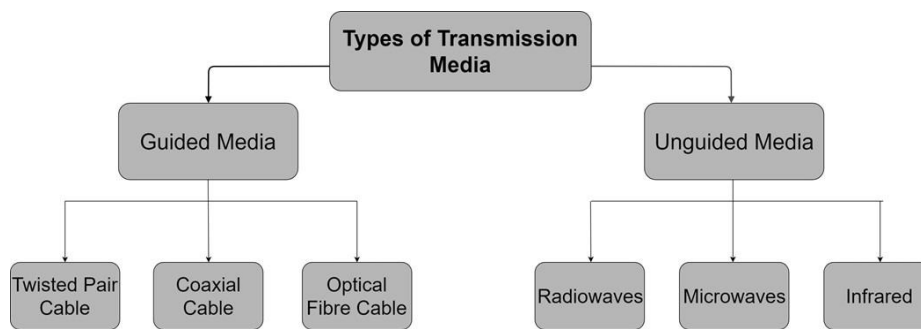 Types of Transmission
Media
Guided Media
Unguided Media
Twisted Pair
Cable
Coaxial
Cable
Optical
Fibre Cable
Radiowaves
Microwaves
Infrared